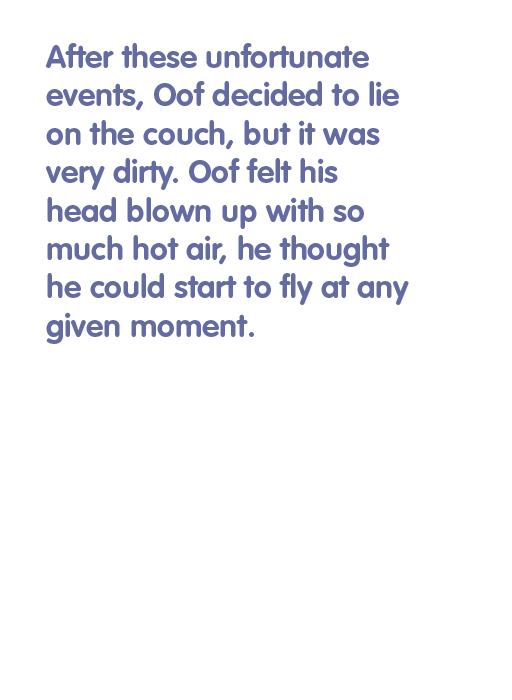 After these unfortunate
events, Oof decided to lie
on the couch, but it was
very dirty. Oof felt his
head blown up with so
much hot air, he thought
he could start to fly at any
given moment.